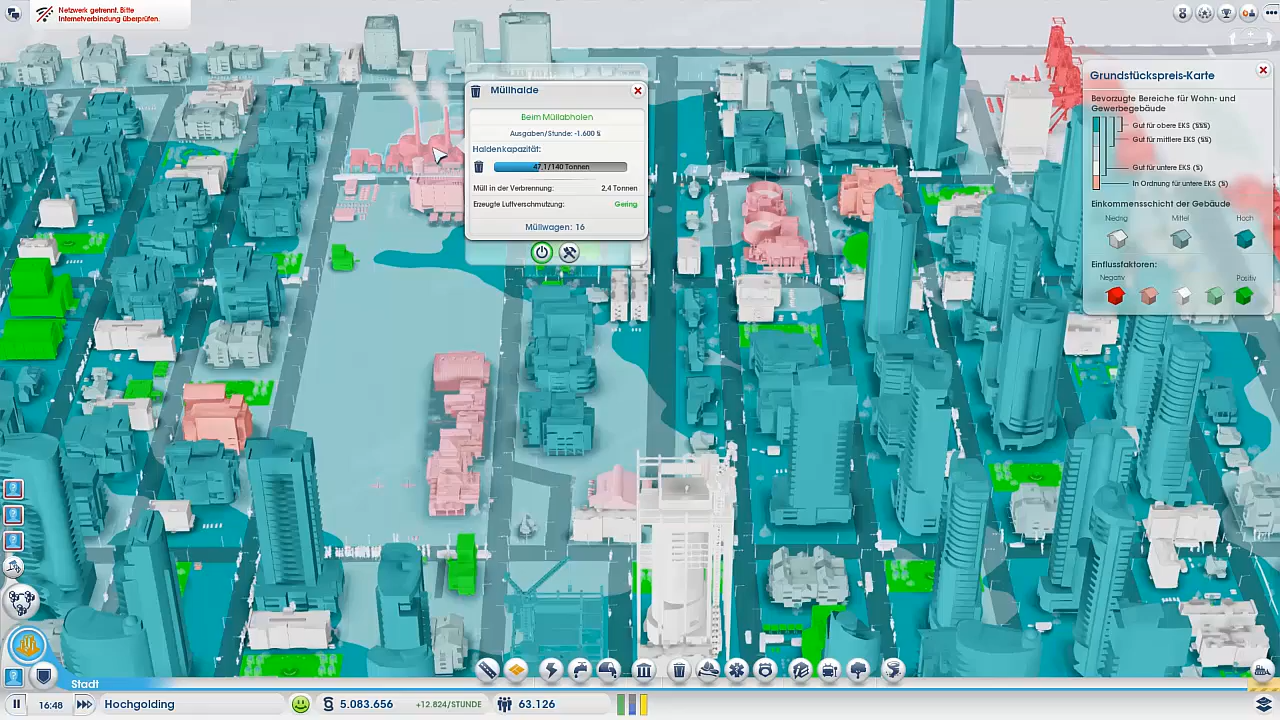 Netzwerk getrennt. Bitte
Internetverbindung überprüfen.
Müllhalde
Beim Müllabholen
Ausgaben/Stunde: -1.600 §
Haldenkapazität:
47,1/140 Tonnen
Müll in der Verbrennung: 2,4 Tonnen
Erzeugte Luftverschmutzung: Gering
Müllwagen: 16
Grundstückspreis-Karte
Bevorzugte Bereiche für Wohn- und
Gewerbegebäude
Gut für obere EKS (§§§)
Gut für mittlere EKS (§§)
Gut für untere EKS (§)
In Ordnung für untere EKS (§)
Einkommensschicht der Gebäude
Niedrig Mittel Hoch
Einflussfaktoren:
Negativ Positiv
Stadt
16:48 Hochgolding 5.083.656 +12.824/STUNDE 63.126